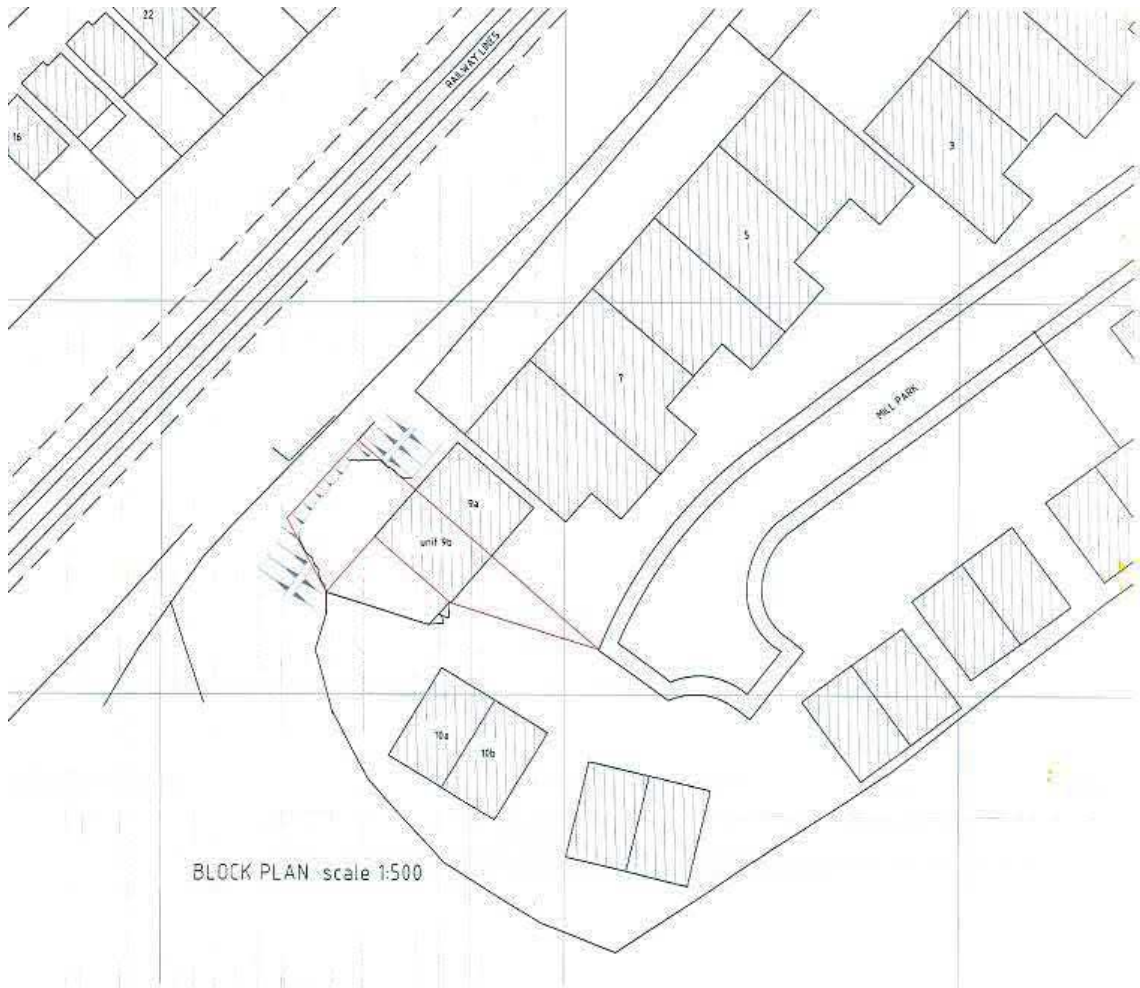 22
RAILWAY LINES
16
3
5
7
MILL PARK
9a
unit 9b
10a
10b
BLOCK PLAN scale 1:500